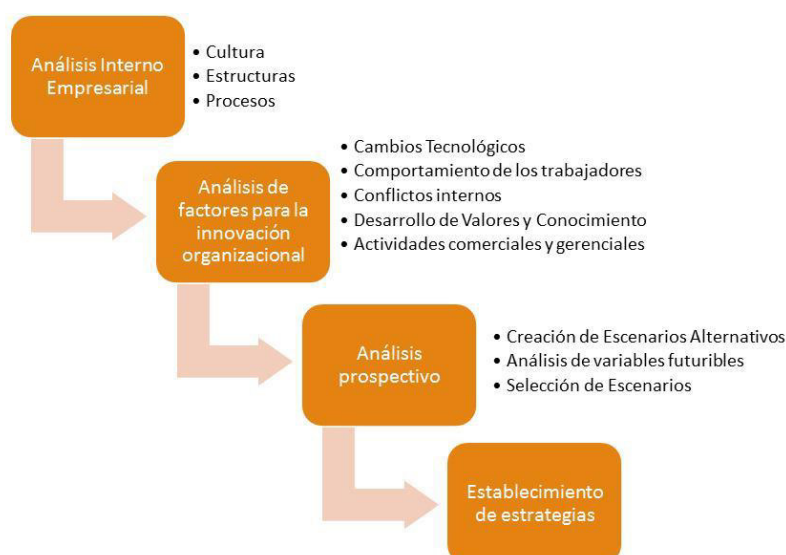 Análisis Interno
Empresarial
• Cultura
• Estructuras
• Procesos
Análisis de
factores para la
innovación
organizacional
• Cambios Tecnológicos
• Comportamiento de los trabajadores
• Conflictos internos
• Desarrollo de Valores y Conocimiento
• Actividades comerciales y gerenciales
Análisis
prospectivo
• Creación de Escenarios Alternativos
• Análisis de variables futuribles
• Selección de Escenarios
Establecimiento
de estrategias